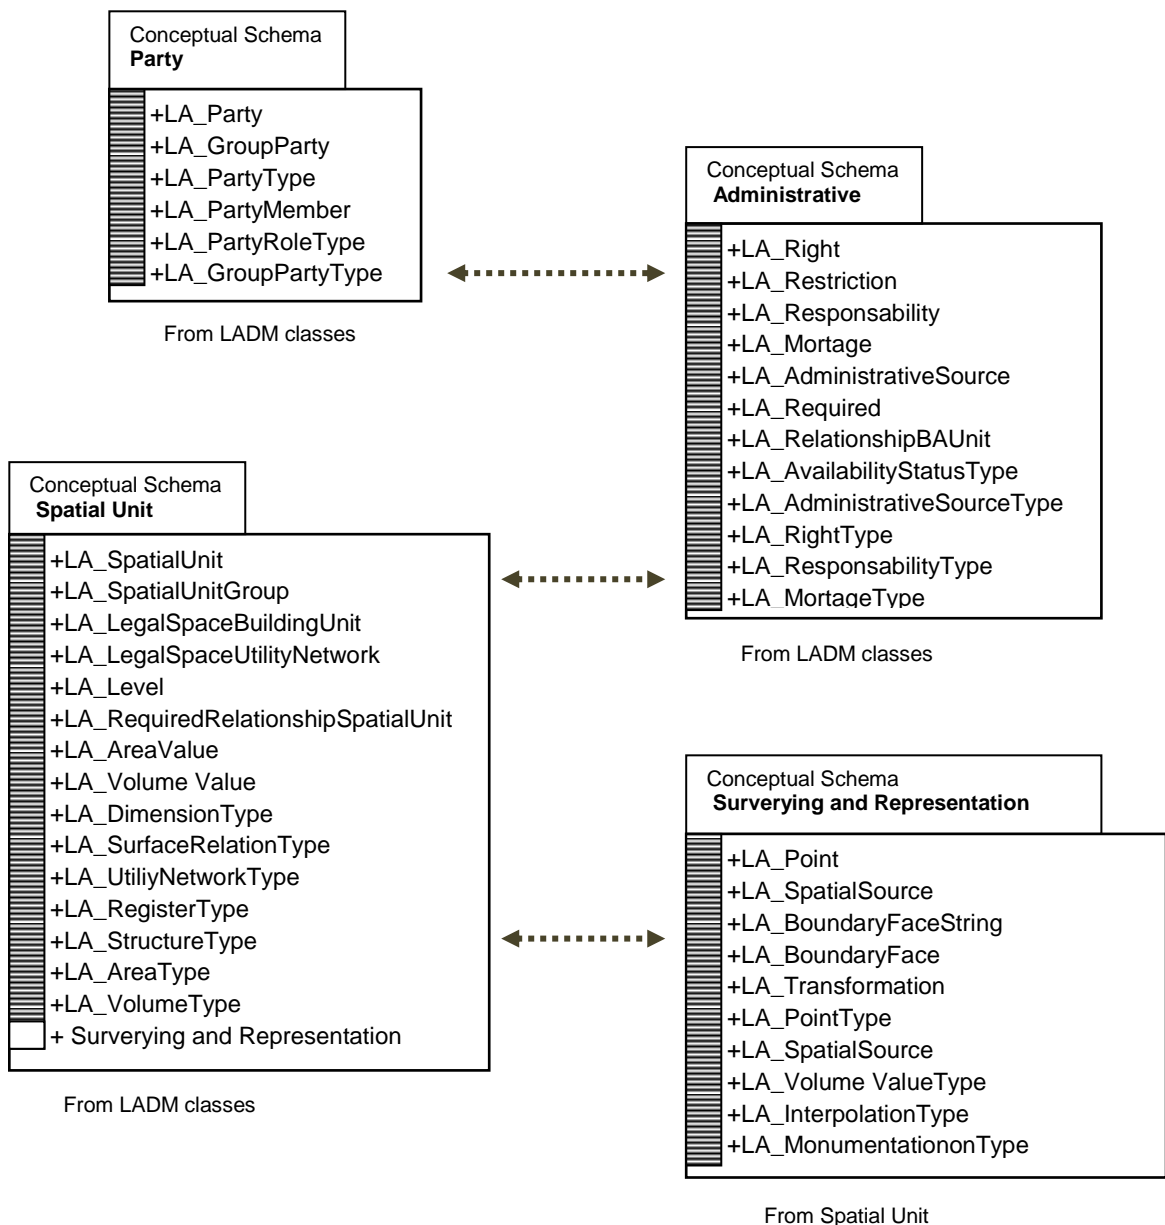 Conceptual Schema
Party
+LA_Party
+LA_GroupParty
+LA_PartyType
+LA_PartyMember
+LA_PartyRoleType
+LA_GroupPartyType
From LADM classes
Conceptual Schema
Administrative
+LA_Right
+LA_Restriction
+LA_Responsability
+LA_Mortage
+LA_AdministrativeSource
+LA_Required
+LA_RelationshipBAUnit
+LA_AvailabilityStatusType
+LA_AdministrativeSourceType
+LA_RightType
+LA_ResponsabilityType
+LA_MortageType
From LADM classes
Conceptual Schema
Spatial Unit
+LA_SpatialUnit
+LA_SpatialUnitGroup
+LA_LegalSpaceBuildingUnit
+LA_LegalSpaceUtilityNetwork
+LA_Level
+LA_RequiredRelationshipSpatialUnit
+LA_AreaValue
+LA_Volume Value
+LA_DimensionType
+LA_SurfaceRelationType
+LA_UtiliyNetworkType
+LA_RegisterType
+LA_StructureType
+LA_AreaType
+LA_VolumeType
+ Surverying and Representation
From LADM classes
Conceptual Schema
Surverying and Representation
+LA_Point
+LA_SpatialSource
+LA_BoundaryFaceString
+LA_BoundaryFace
+LA_Transformation
+LA_PointType
+LA_SpatialSource
+LA_Volume ValueType
+LA_InterpolationType
+LA_MonumentationonType
From Spatial Unit